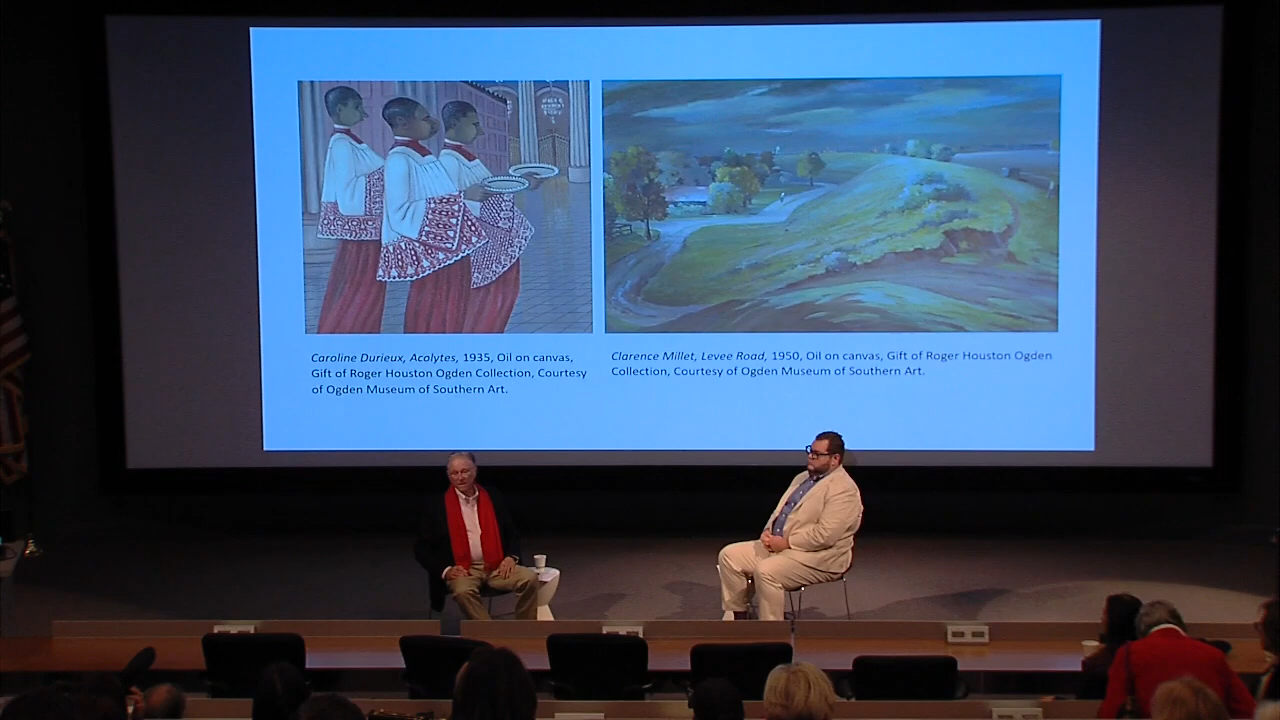 Caroline Durieux, Acolytes, 1935, Oil on canvas,
Gift of Roger Houston Ogden Collection, Courtesy
of Ogden Museum of Southern Art.
Clarence Millet, Levee Road, 1950, Oil on canvas, Gift of Roger Houston Ogden
Collection, Courtesy of Ogden Museum of Southern Art.